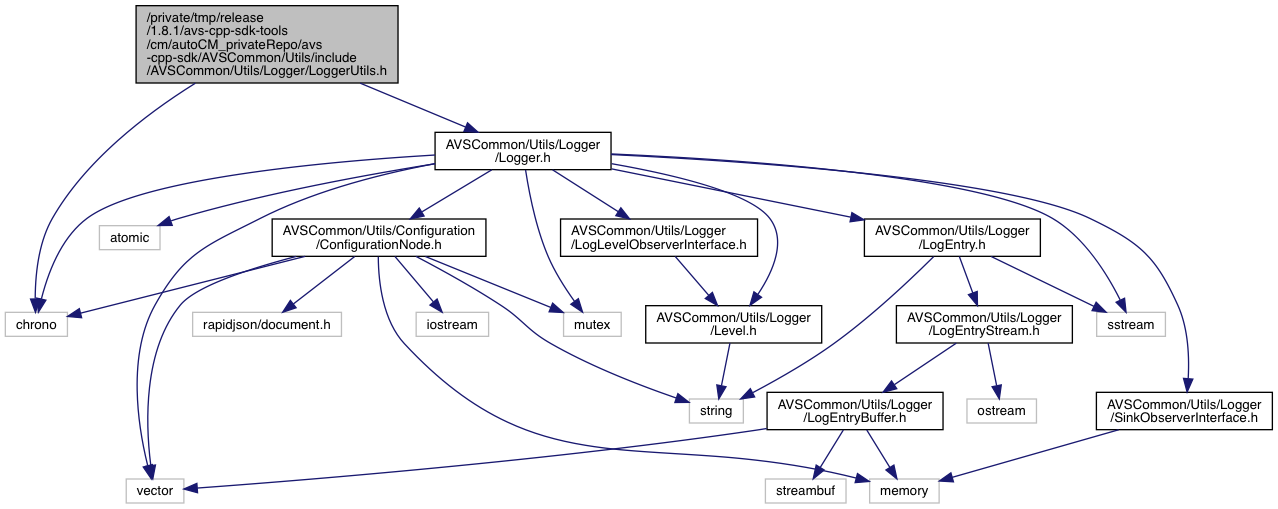 /private/tmp/release
/1.8.1/avs-cpp-sdk-tools
/cm/autoCM_privateRepo/avs
-cpp-sdk/AVSCommon/Utils/include
/AVSCommon/Utils/Logger/LoggerUtils.h
AVSCommon/Utils/Logger
/Logger.h
atomic
AVSCommon/Utils/Configuration
/ConfigurationNode.h
AVSCommon/Utils/Logger
/LogLevelObserverInterface.h
AVSCommon/Utils/Logger
/LogEntry.h
chrono
rapidjson/document.h
iostream
mutex
AVSCommon/Utils/Logger
/Level.h
AVSCommon/Utils/Logger
/LogEntryStream.h
sstream
string
AVSCommon/Utils/Logger
/LogEntryBuffer.h
ostream
AVSCommon/Utils/Logger
/SinkObserverInterface.h
vector
streambuf
memory